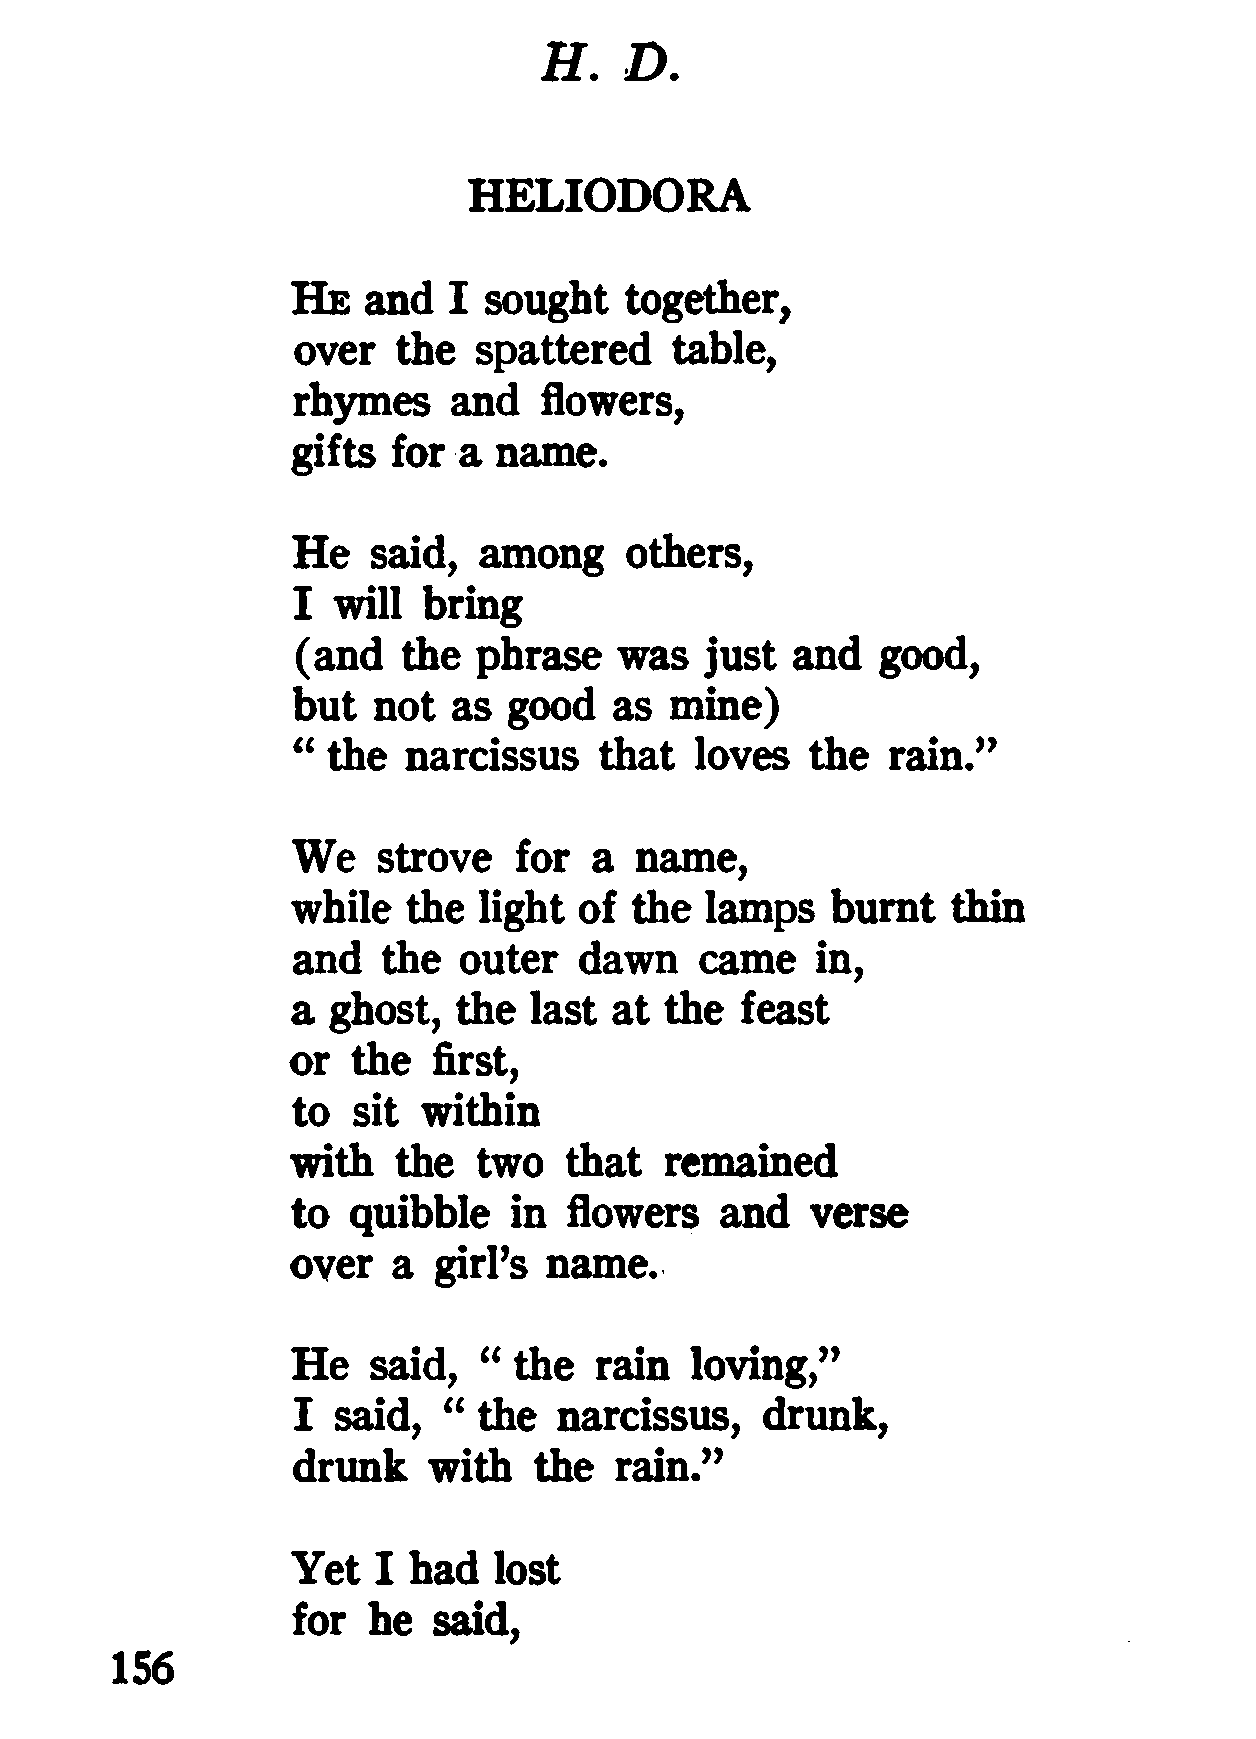 H. D.
HELIODORA
HE and I sought together,
over the spattered table,
rhymes and flowers,
gifts for a name.
He said, among others,
I will bring
(and the phrase was just and good,
but not as good as mine)
“ the narcissus that loves the rain.”
We strove for a name,
while the light of the lamps burnt thin
and the outer dawn came in,
a ghost, the last at the feast
or the first,
to sit within
with the two that remained
to quibble in flowers and verse
over a girl’s name.
He said, “ the rain loving,”
I said, “ the narcissus, drunk,
drunk with the rain.”
Yet I had lost
for he said,
156